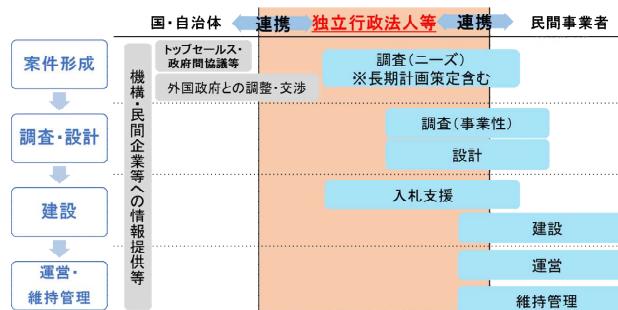 国・自治体
連携
独立行政法人等
連携
民間事業者
案件形成
調査・設計
建設
運営・
維持管理
機構・民間企業等への情報提供等
トップセールス・
政府間協議等
外国政府との調整・交渉
調査（ニーズ）
※長期計画策定含む
調査（事業性）
設計
入札支援
建設
運営
維持管理